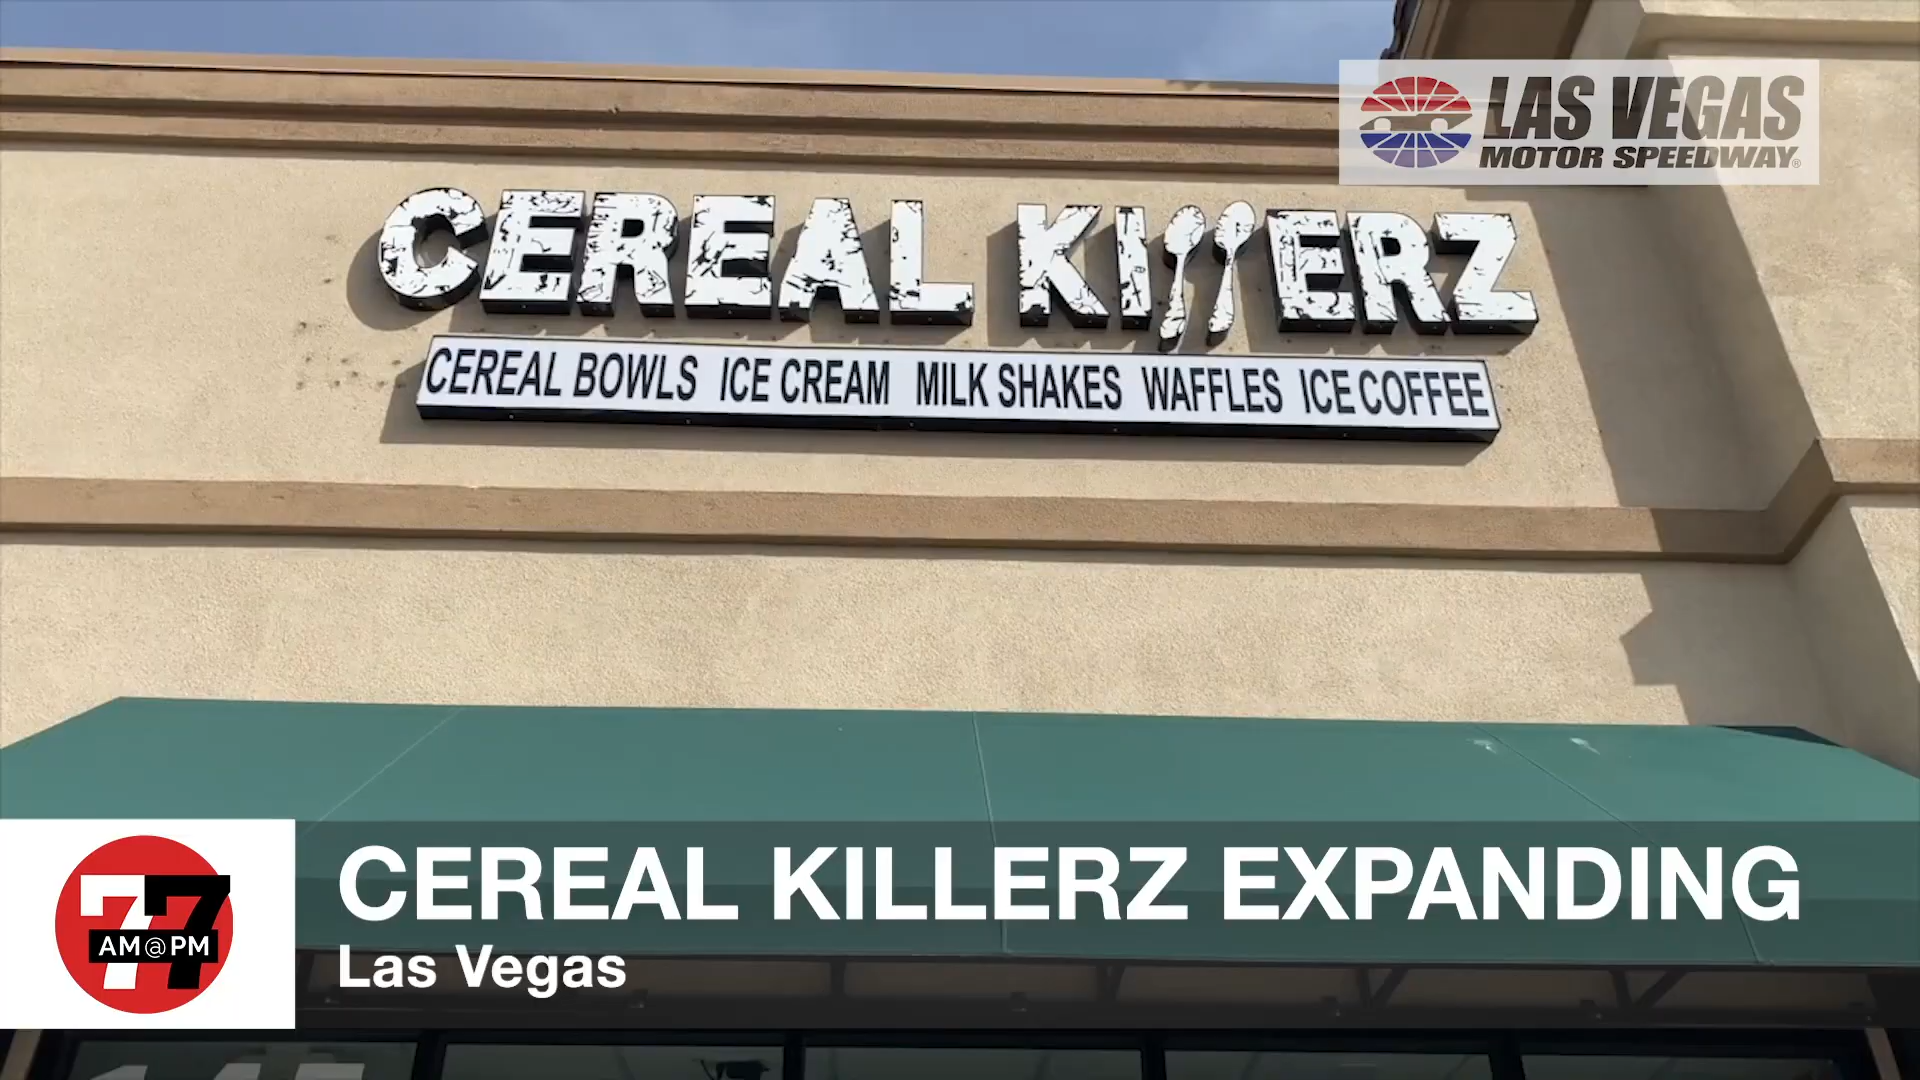 LAS VEGAS
MOTOR SPEEDWAY®
CEREAL KILLERZ
CEREAL BOWLS ICE CREAM MILK SHAKES WAFFLES ICE COFFEE
77
AM@PM
CEREAL KILLERZ EXPANDING
Las Vegas